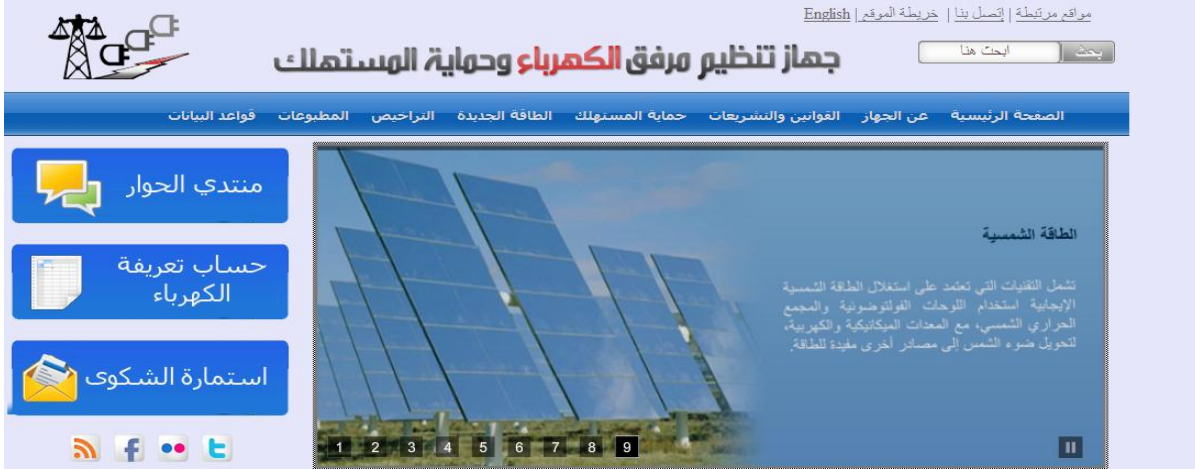 مواقع مرتبطة | إتصل بنا | خريطة الموقع | English
بحث
ابحث هنا
جهاز تنظيم مرفق الكهرباء وحماية المستهلك
الصفحة الرئيسية
عن الجهاز
القوانين والتشريعات
حماية المستهلك
الطاقة الجديدة
التراخيص
المطبوعات
قواعد البيانات
الطاقة الشمسية
تشمل التقنيات التي تعتمد على استغلال الطاقة الشمسية
الإيجابية استخدام اللوحات الفولتوضوئية والمجمع
الحراري الشمسي، مع المعدات الميكانيكية والكهربية،
لتحويل ضوء الشمس إلى مصادر أخرى مفيدة للطاقة.
1 2 3 4 5 6 7 8 9
منتدي الحوار
حساب تعريفة
الكهرباء
استمارة الشكوى